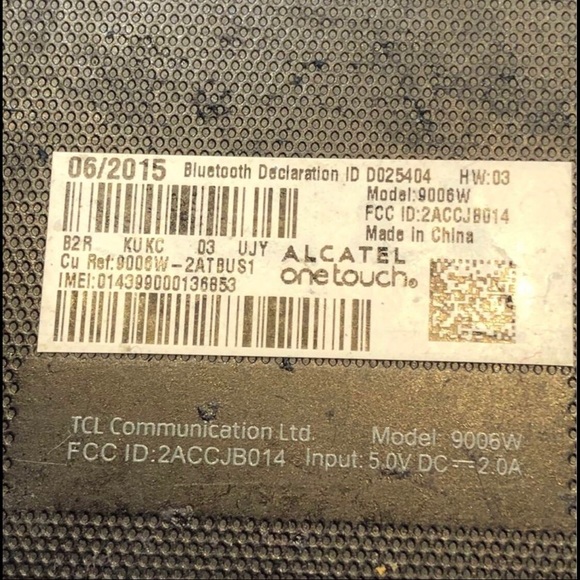 06/2015 Bluetooth Declaration ID D025404 HW:03
Model:9006W
FCC ID:2ACCJB014
Made in China
B2R KUKC 03 UJY
Cu Ref:9006W-2ATBUS1
IMEI:014399000136853
ALCATEL
onetouch®
TCL Communication Ltd. Model: 9006W
FCC ID:2ACCJB014 Input: 5.0V DC⎓2.0A